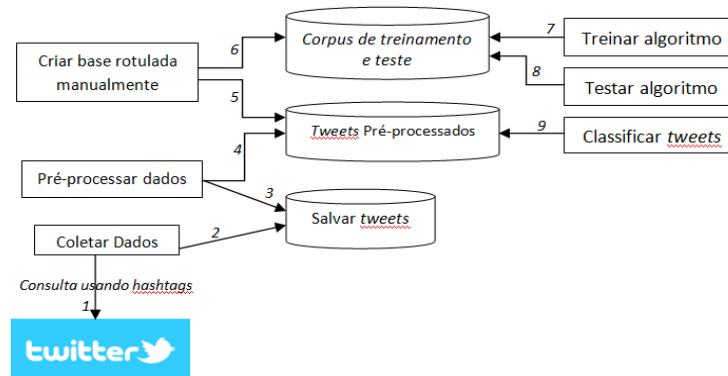 Criar base rotulada
manualmente
6
5
Corpus de treinamento
e teste
7
Treinar algoritmo
8
Testar algoritmo
Tweets Pré-processados
9
Classificar tweets
4
Pré-processar dados
3
Salvar tweets
2
Coletar Dados
Consulta usando hashtags
1
twitter